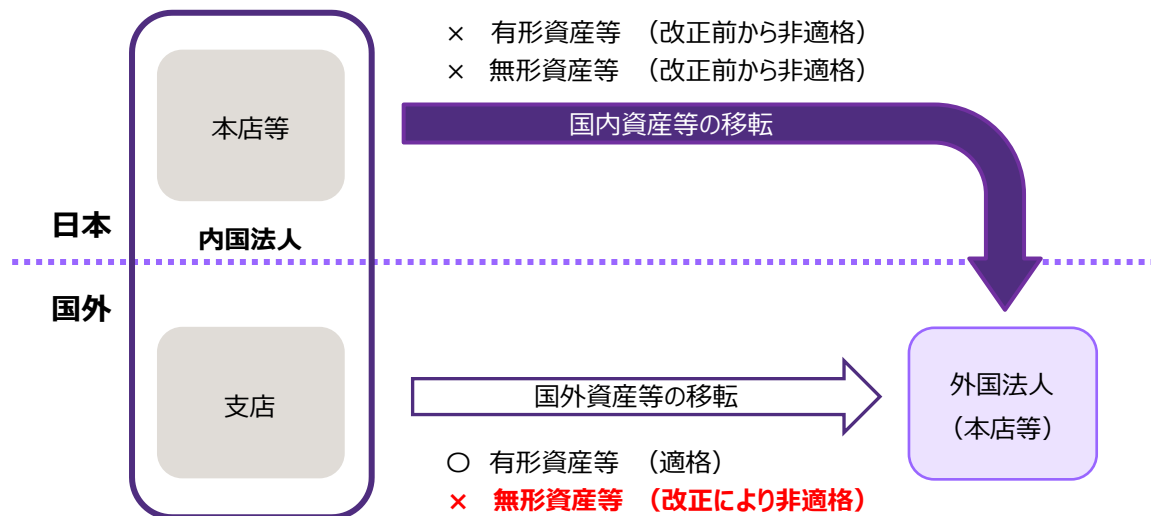 × 有形資産等 （改正前から非適格）
× 無形資産等 （改正前から非適格）
本店等
国内資産等の移転
日本
内国法人
国外
支店
国外資産等の移転
外国法人
（本店等）
○ 有形資産等 （適格）
× 無形資産等 （改正により非適格）